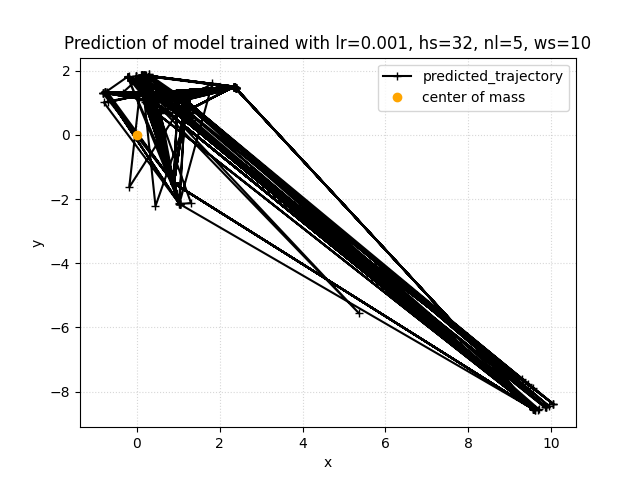 Prediction of model trained with lr=0.001, hs=32, nl=5, ws=10
predicted_trajectory
center of mass
2
0
−2
−4
−6
−8
y
0 2 4 6 8 10
x